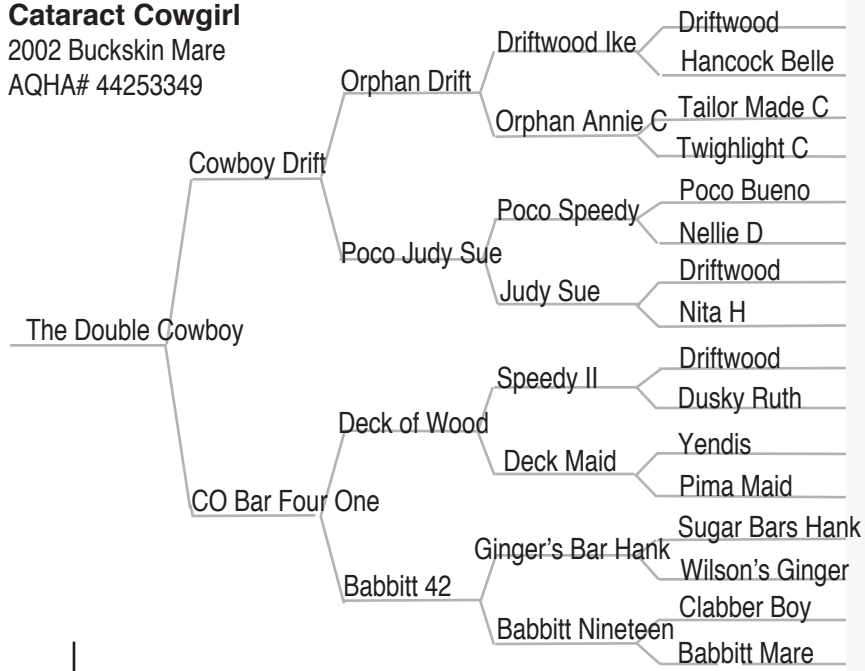 Cataract Cowgirl
2002 Buckskin Mare
AQHA# 44253349
Driftwood
Driftwood Ike
Hancock Belle
Orphan Drift
Tailor Made C
Orphan Annie C
Twighlight C
Cowboy Drift
Poco Bueno
Poco Speedy
Nellie D
Poco Judy Sue
Driftwood
Judy Sue
Nita H
The Double Cowboy
Driftwood
Speedy II
Dusky Ruth
Deck of Wood
Yendis
Deck Maid
Pima Maid
CO Bar Four One
Sugar Bars Hank
Ginger's Bar Hank
Wilson's Ginger
Babbitt 42
Clabber Boy
Babbitt Nineteen
Babbitt Mare